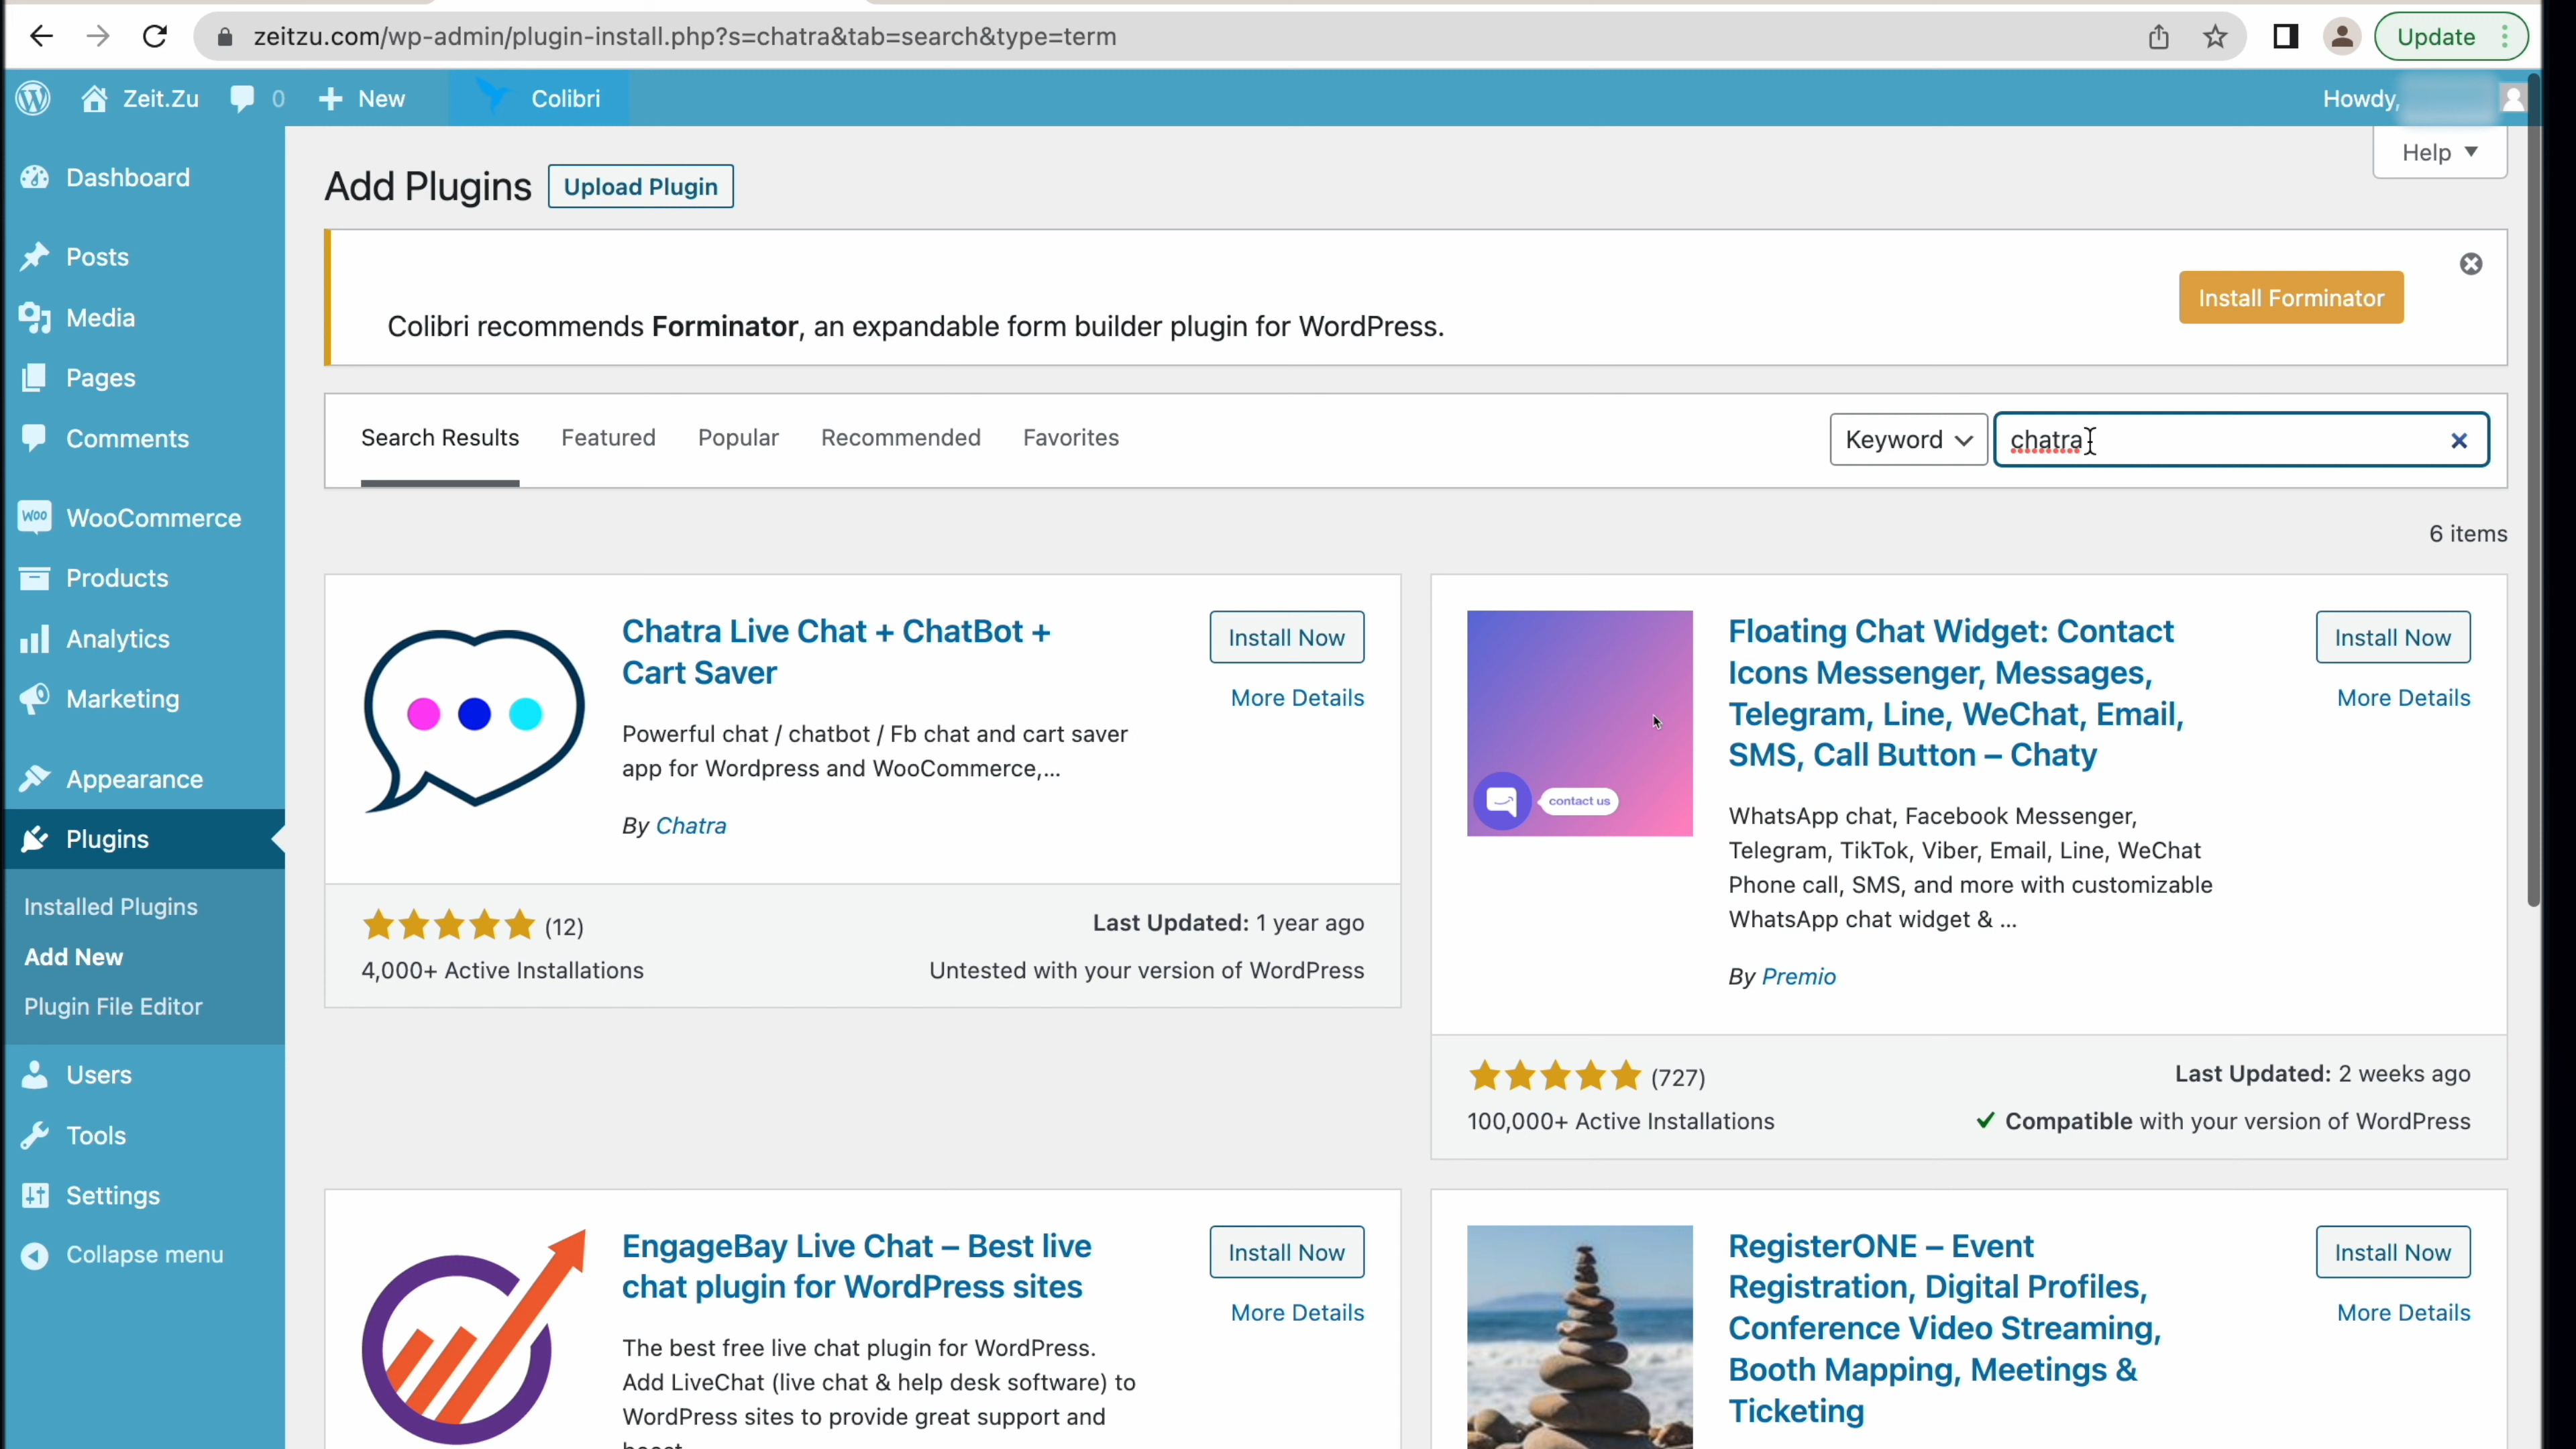 zeitzu.com/wp-admin/plugin-install.php?s=chatra&tab=search&type=term
Update
Zeit.Zu
0
New
Colibri
Howdy,
Help
Dashboard
Posts
Media
Pages
Comments
WOO
WooCommerce
Products
Analytics
Marketing
Appearance
Plugins
Installed Plugins
Add New
Plugin File Editor
Users
Tools
Settings
Collapse menu
Add Plugins
Upload Plugin
Colibri recommends Forminator, an expandable form builder plugin for WordPress.
Install Forminator
Search Results
Featured
Popular
Recommended
Favorites
Keyword
chatra
6 items
Chatra Live Chat + ChatBot +
Cart Saver
Install Now
More Details
Powerful chat / chatbot / Fb chat and cart saver
app for Wordpress and WooCommerce,...
By Chatra
(12)
Last Updated: 1 year ago
4,000+ Active Installations
Untested with your version of WordPress
contact us
Floating Chat Widget: Contact
Icons Messenger, Messages,
Telegram, Line, WeChat, Email,
SMS, Call Button – Chaty
Install Now
More Details
WhatsApp chat, Facebook Messenger,
Telegram, TikTok, Viber, Email, Line, WeChat
Phone call, SMS, and more with customizable
WhatsApp chat widget & ...
By Premio
(727)
Last Updated: 2 weeks ago
100,000+ Active Installations
Compatible with your version of WordPress
EngageBay Live Chat – Best live
chat plugin for WordPress sites
Install Now
More Details
The best free live chat plugin for WordPress.
Add LiveChat (live chat & help desk software) to
WordPress sites to provide great support and
RegisterONE – Event
Registration, Digital Profiles,
Conference Video Streaming,
Booth Mapping, Meetings &
Ticketing
Install Now
More Details